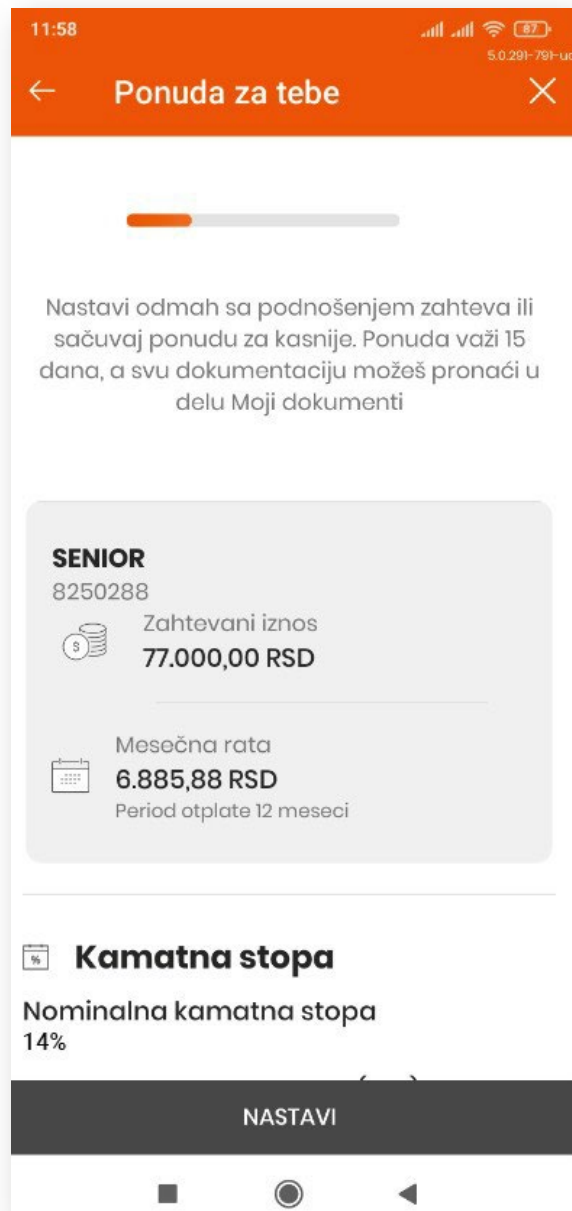 11:58
87
5.0.291-791-ua
Ponuda za tebe
Nastavi odmah sa podnošenjem zahteva ili
sačuvaj ponudu za kasnije. Ponuda važi 15
dana, a svu dokumentaciju možeš pronaći u
delu Moji dokumenti
SENIOR
8250288
Zahtevani iznos
77.000,00 RSD
Mesečna rata
6.885,88 RSD
Period otplate 12 meseci
Kamatna stopa
Nominalna kamatna stopa
14%
NASTAVI